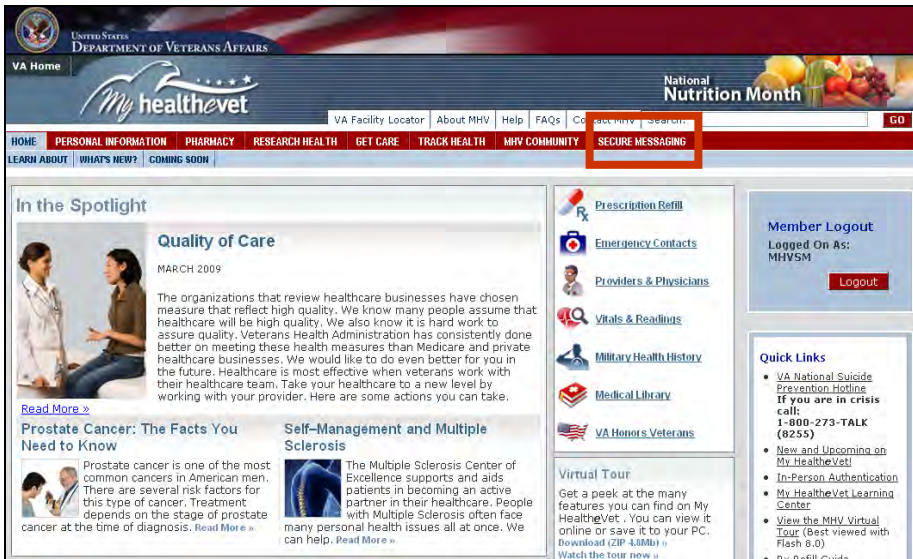 UNITED STATES
DEPARTMENT OF VETERANS AFFAIRS
VA Home
My healthevet
National
Nutrition Month
VA Facility Locator | About MHV | Help | FAQs | Contact MHV | Search: GO
HOME PERSONAL INFORMATION PHARMACY RESEARCH HEALTH GET CARE TRACK HEALTH MHV COMMUNITY SECURE MESSAGING
LEARN ABOUT | WHAT'S NEW? | COMING SOON
In the Spotlight
Quality of Care
MARCH 2009
The organizations that review healthcare businesses have chosen
measure that reflect high quality. We know many people assume that
healthcare will be high quality. We also know it is hard work to
assure quality. Veterans Health Administration has consistently done
better on meeting these health measures than Medicare and private
healthcare businesses. We would like to do even better for you in
the future. Healthcare is most effective when veterans work with
their healthcare team. Take your healthcare to a new level by
working with your provider. Here are some actions you can take.
Read More »
Prostate Cancer: The Facts You
Need to Know
Prostate cancer is one of the most
common cancers in American men.
There are several risk factors for
this type of cancer. Treatment
depends on the stage of prostate
cancer at the time of diagnosis. Read More »
Self-Management and Multiple
Sclerosis
The Multiple Sclerosis Center of
Excellence supports and aids
patients in becoming an active
partner in their healthcare. People
with Multiple Sclerosis often face
many personal health issues all at once. We
can help. Read More »
Rx
Prescription Refill
Emergency Contacts
Providers & Physicians
Vitals & Readings
Military Health History
Medical Library
VA Honors Veterans
Virtual Tour
Get a peek at the many
features you can find on My
HealtheVet . You can view it
online or save it to your PC.
Download (ZIP 4.8Mb) »
Watch the tour now »
Member Logout
Logged On As:
MHVSM
Logout
Quick Links
VA National Suicide
Prevention Hotline
If you are in crisis
call:
1-800-273-TALK
(8255)
New and Upcoming on
My HealtheVet!
In-Person Authentication
My HealtheVet Learning
Center
View the MHV Virtual
Tour (Best viewed with
Flash 8.0)
Rx Refill Guide